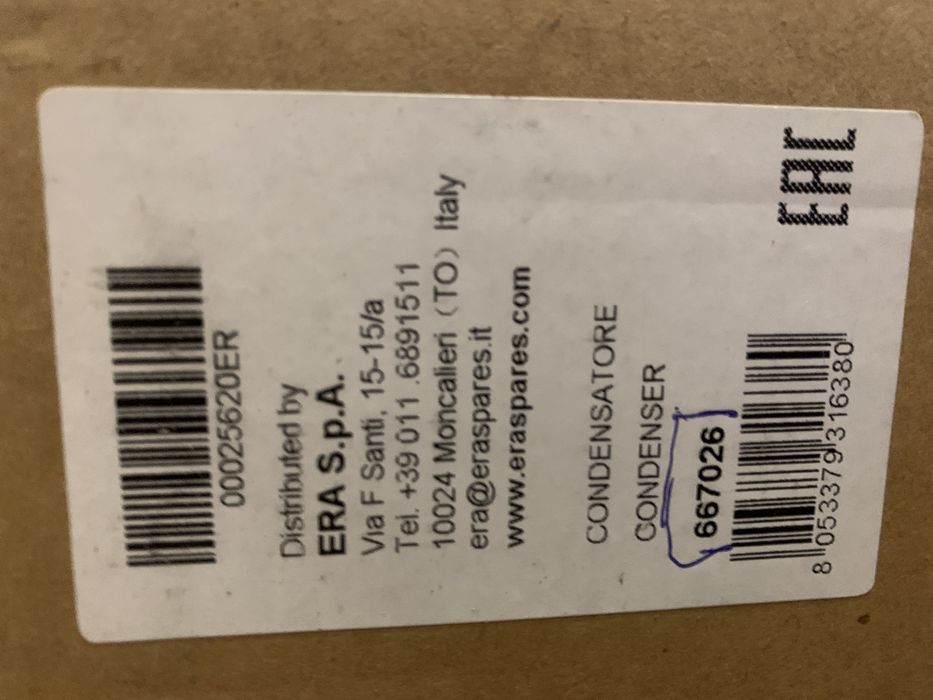 00025620ER
Distributed by
ERA S.p.A.
Via F Santi, 15-15/a
Tel. +39 011 .6891511
10024 Moncalieri (TO) Italy
era@eraspares.it
www.eraspares.com
CONDENSATORE
CONDENSER
667026
8 053379 316380
EAC